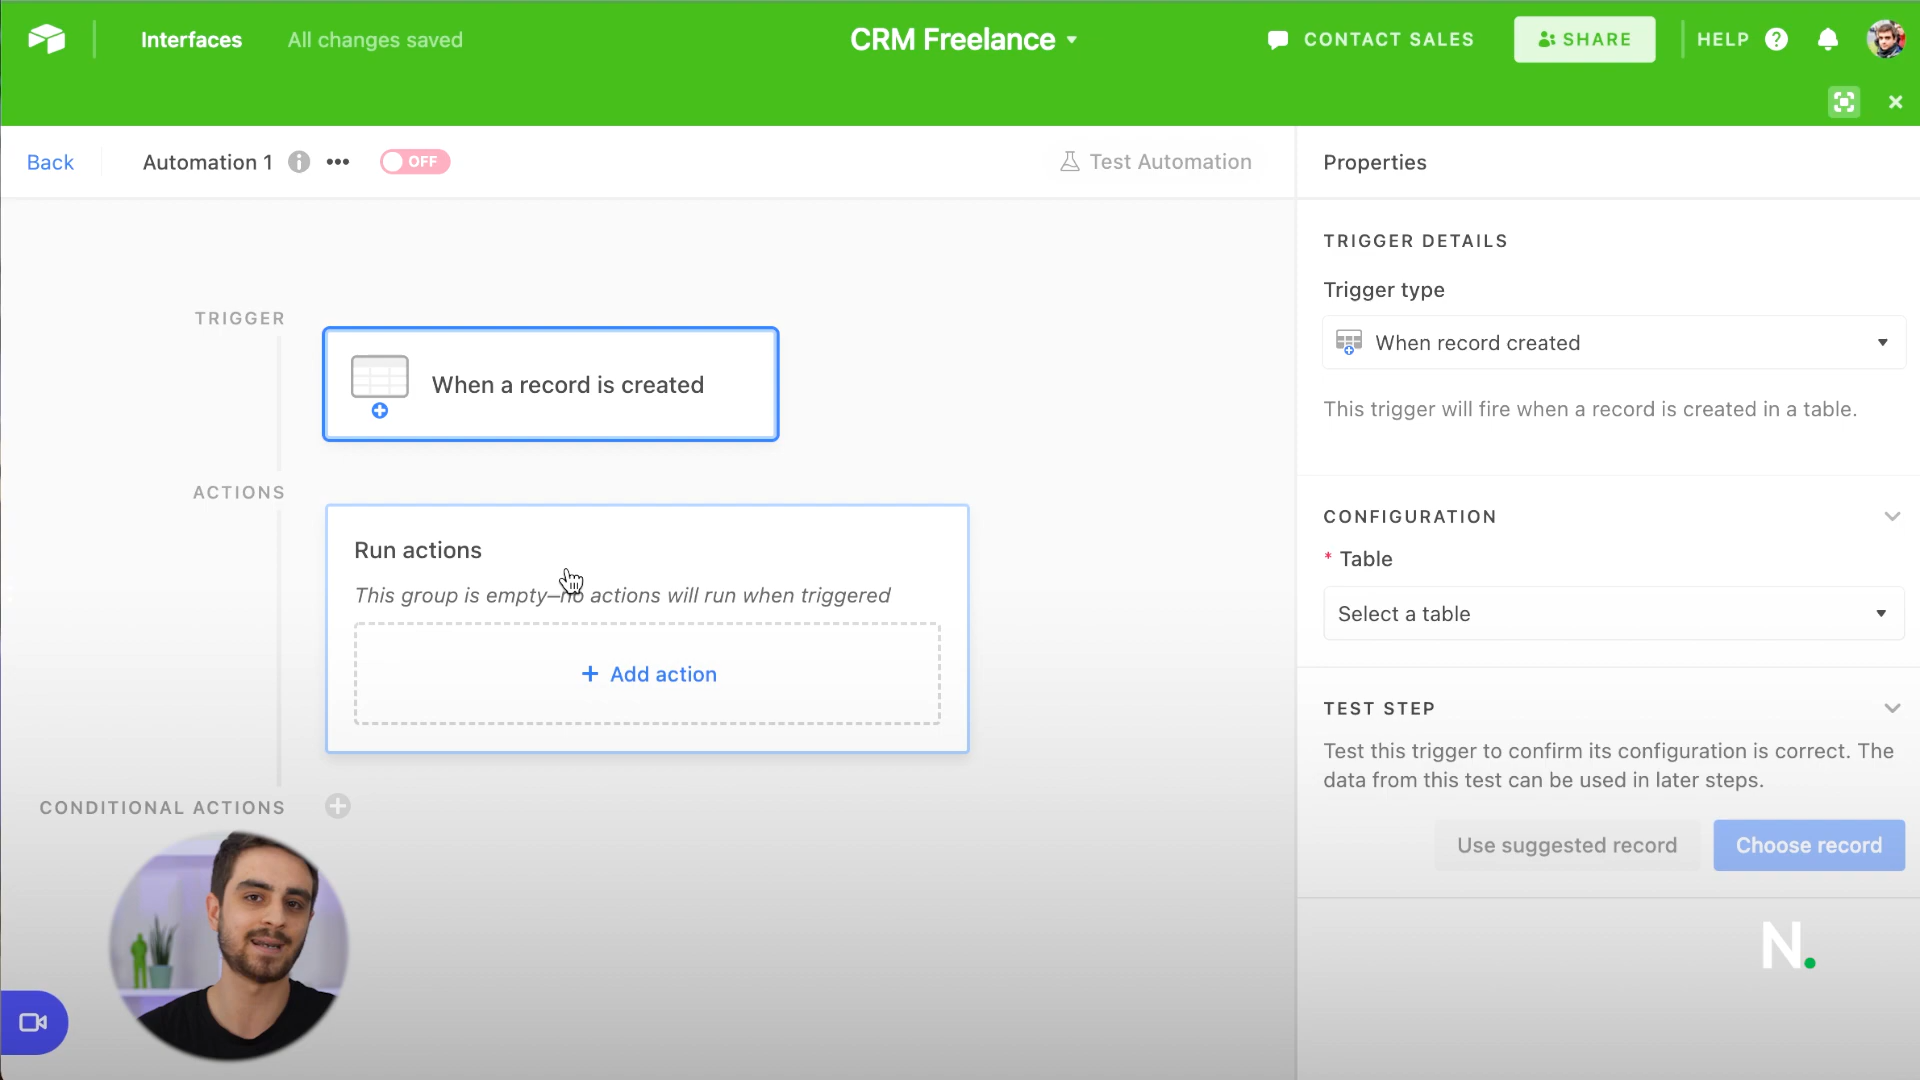 Interfaces
All changes saved
CRM Freelance
CONTACT SALES
SHARE
HELP
Back
Automation 1
OFF
Test Automation
Properties
TRIGGER DETAILS
Trigger type
When record created
This trigger will fire when a record is created in a table.
TRIGGER
When a record is created
ACTIONS
Run actions
This group is empty—no actions will run when triggered
+ Add action
CONDITIONAL ACTIONS
CONFIGURATION
* Table
Select a table
TEST STEP
Test this trigger to confirm its configuration is correct. The
data from this test can be used in later steps.
Use suggested record
Choose record
N.